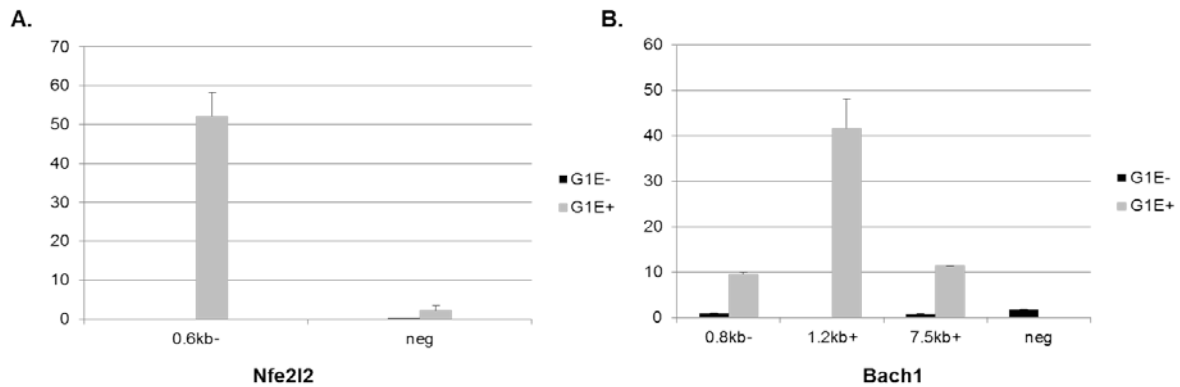 A.
70
60
50
40
30
20
10
0
0.6kb-
neg
G1E-
G1E+
Nfe2l2
B.
60
50
40
30
20
10
0
0.8kb-
1.2kb+
7.5kb+
neg
G1E-
G1E+
Bach1